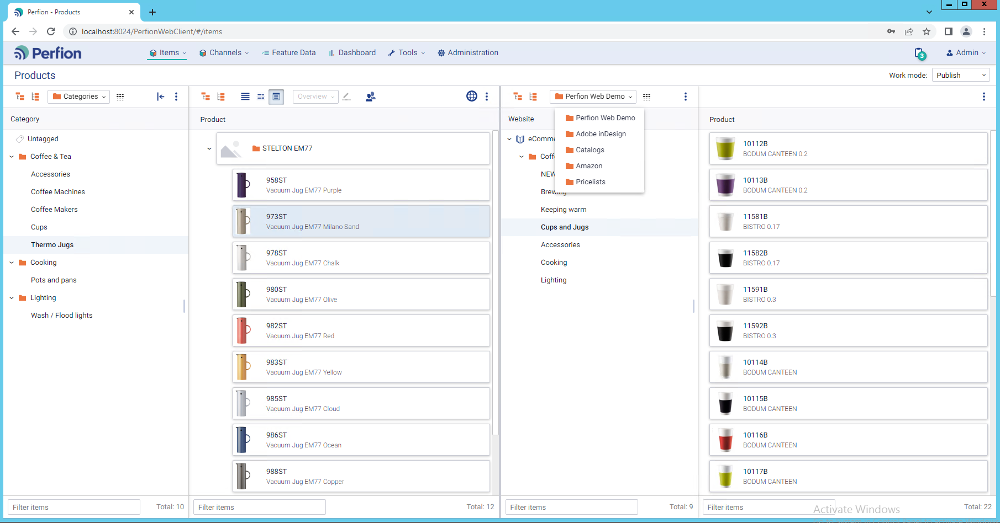 Perfion - Products
localhost:8024/PerfionWebClient/#/items
Perfion
Items
Channels
Feature Data
Dashboard
Tools
Administration
3
Admin
Products
Work mode:
Publish
Categories
Overview
Perfion Web Demo
Category
Untagged
Coffee & Tea
Accessories
Coffee Machines
Coffee Makers
Cups
Thermo Jugs
Cooking
Pots and pans
Lighting
Wash / Flood lights
Filter items
Total: 10
Product
STELTON EM77
958ST
Vacuum Jug EM77 Purple
973ST
Vacuum Jug EM77 Milano Sand
978ST
Vacuum Jug EM77 Chalk
980ST
Vacuum Jug EM77 Olive
982ST
Vacuum Jug EM77 Red
983ST
Vacuum Jug EM77 Yellow
985ST
Vacuum Jug EM77 Cloud
986ST
Vacuum Jug EM77 Ocean
988ST
Vacuum Jug EM77 Copper
Filter items
Total: 12
Website
Perfion Web Demo
Adobe inDesign
Catalogs
Amazon
Pricelists
eComme
Coff
NEW
Brewing
Keeping warm
Cups and Jugs
Accessories
Cooking
Lighting
Filter items
Total: 9
Product
10112B
BODUM CANTEEN 0.2
10113B
BODUM CANTEEN 0.2
11581B
BISTRO 0.17
11582B
BISTRO 0.17
11591B
BISTRO 0.3
11592B
BISTRO 0.3
10114B
BODUM CANTEEN
10115B
BODUM CANTEEN
10116B
BODUM CANTEEN
10117B
BODUM CANTEEN
Filter items
Activate Windows
Total: 22